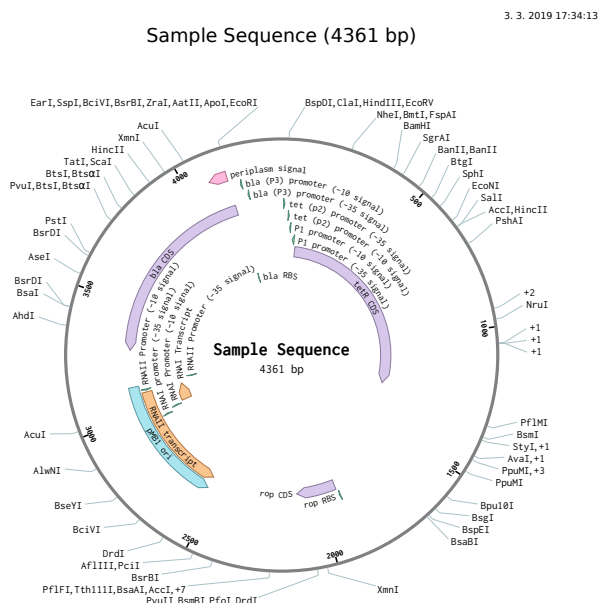 3. 3. 2019 17:34:13
Sample Sequence (4361 bp)
EarI,SspI,BciVI,BsrBI,ZraI,AatII,ApoI,EcoRI
BspDI,ClaI,HindIII,EcoRV
NheI,BmtI,FspAI
BamHI
SgrAI
BanII,BanII
BtgI
SphI
EcoNI
SalI
AccI,HincII
PshAI
+2
NruI
+1
+1
+1
PflMI
BsmI
StyI,+1
AvaI,+1
PpuMI,+3
PpuMI
Bpu10I
BsgI
BspEI
BsaBI
XmnI
PvuII,BsmBI,PfoI,DrdI
PflFI,Tth111I,BsaAI,AccI,+7
BsrBI
AflIII,PciI
DrdI
BciVI
BseYI
AlwNI
AcuI
AhdI
BsaI
BsrDI
AseI
BsrDI
PstI
PvuI,BtsI,BtsαI
BtsI,BtsαI
TatI,ScaI
HincII
XmnI
AcuI
500
1000
1500
2000
2500
3000
3500
4000
periplasm signal
bla (P3) promoter (-10 signal)
bla (P3) promoter (-35 signal)
tet (p2) promoter (-35 signal)
tet (p2) promoter (-10 signal)
P1 promoter (-10 signal)
P1 promoter (-35 signal)
tetR CDS
bla CDS
bla RBS
RNAII Promoter (-10 signal)
RNAI promoter (-35 signal)
RNAI Promoter (-10 signal)
RNAI Transcript
RNAII Promoter (-35 signal)
Sample Sequence
4361 bp
RNAII transcript
pMB1 ori
rop CDS
rop RBS